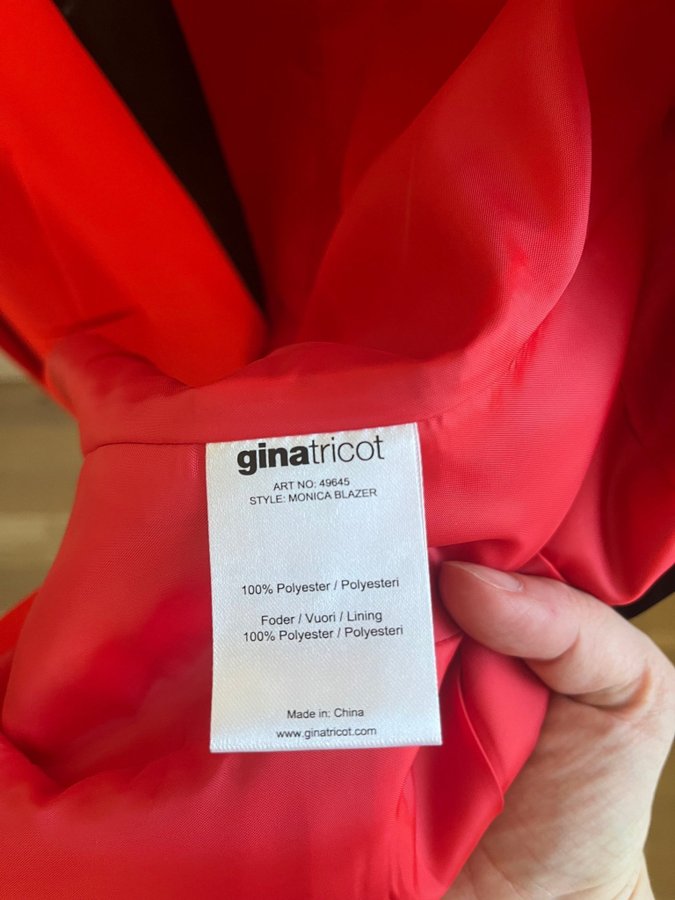 ginatricot
ART NO: 49645
STYLE: MONICA BLAZER
100% Polyester / Polyesteri
Foder / Vuori / Lining
100% Polyester / Polyesteri
Made in: China
www.ginatricot.com